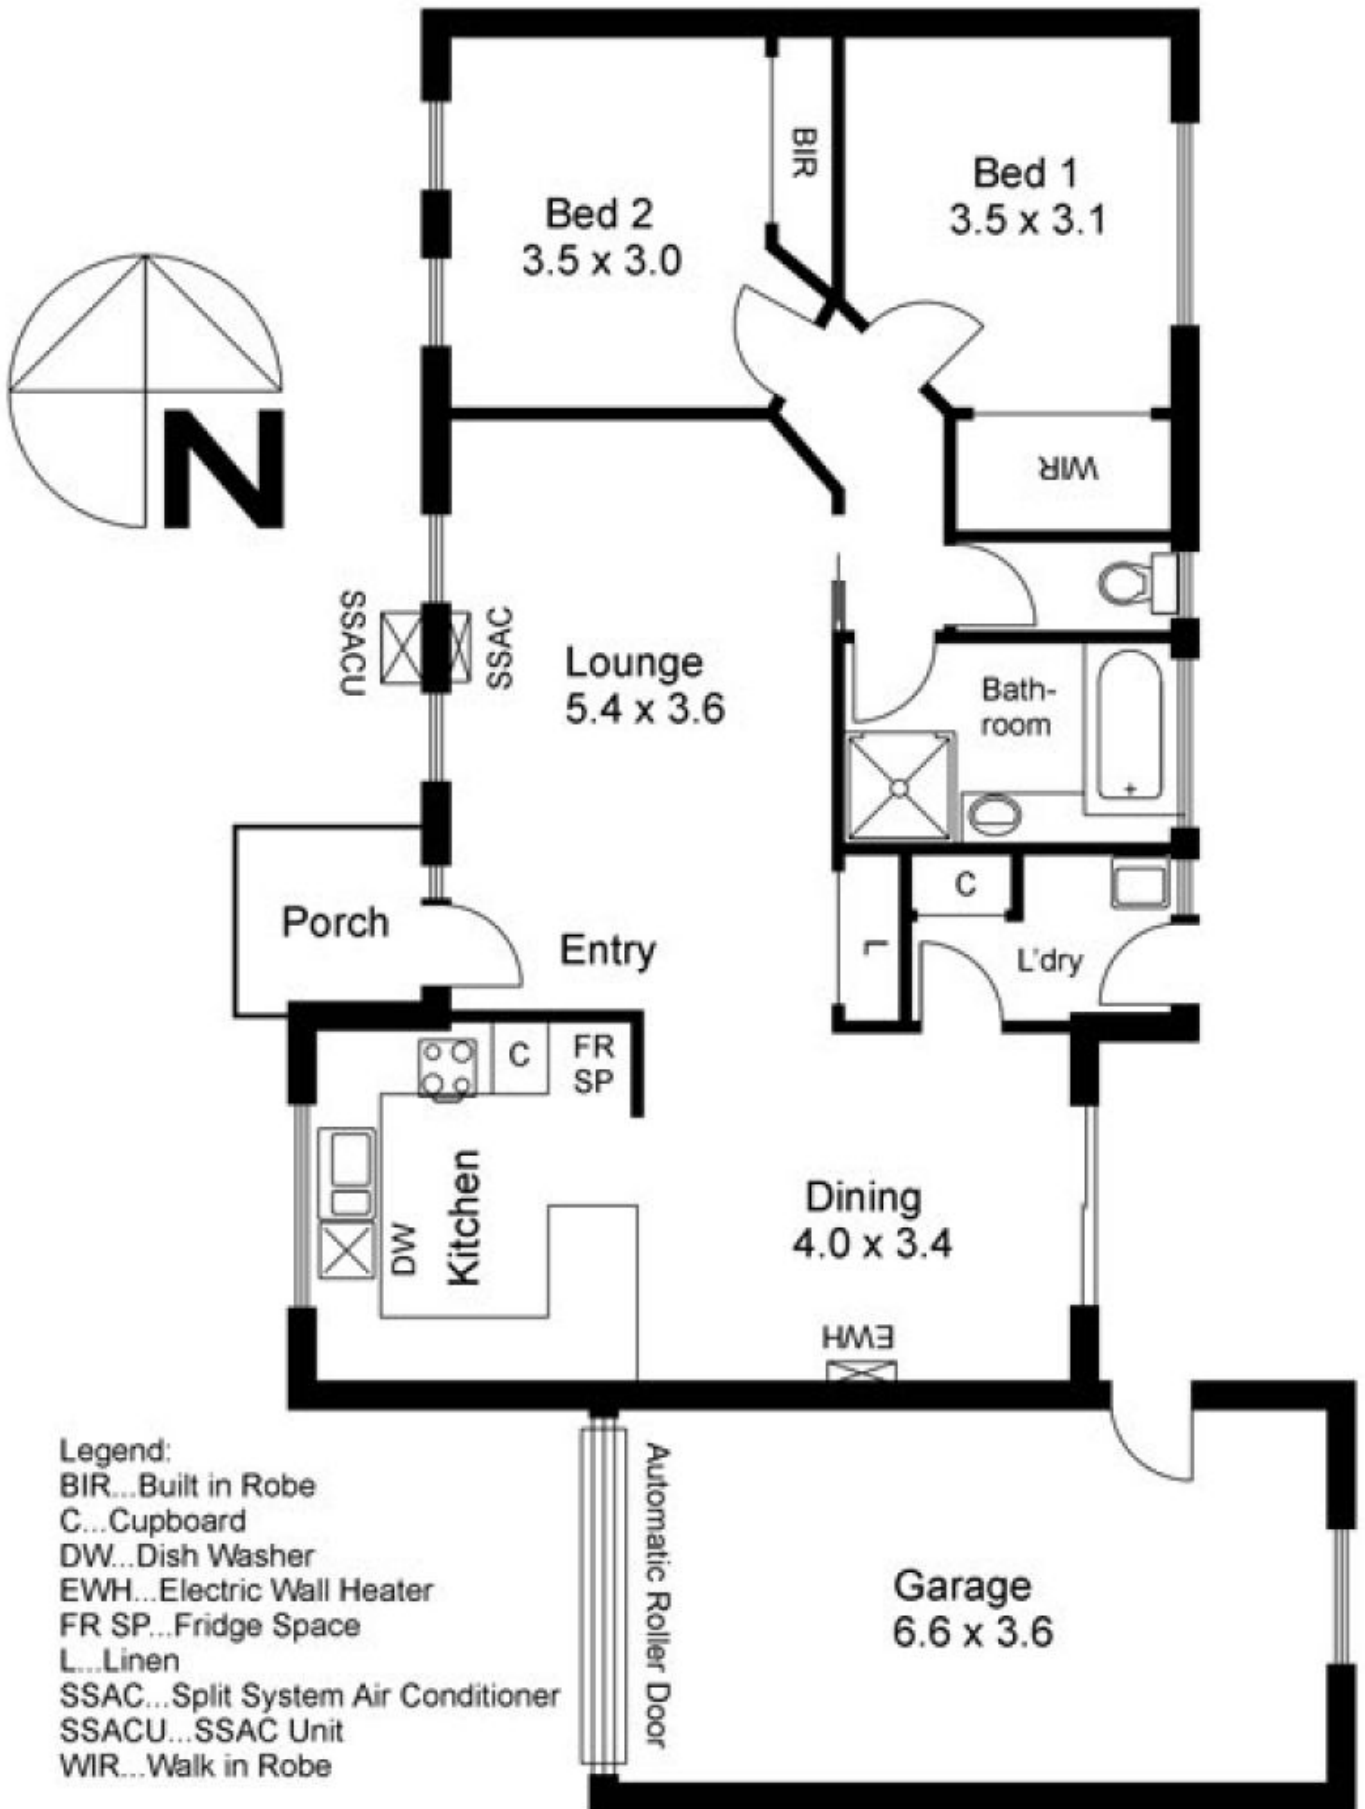 BIR
Bed 1
3.5 x 3.1
Bed 2
3.5 x 3.0
WIR
N
SSACU
SSAC
Lounge
5.4 x 3.6
Bath-
room
Porch
Entry
C
L
L'dry
C
FR
SP
Kitchen
DW
Dining
4.0 x 3.4
EWH
Automatic Roller Door
Garage
6.6 x 3.6
Legend:
BIR...Built in Robe
C...Cupboard
DW...Dish Washer
EWH...Electric Wall Heater
FR SP...Fridge Space
L...Linen
SSAC...Split System Air Conditioner
SSACU...SSAC Unit
WIR...Walk in Robe